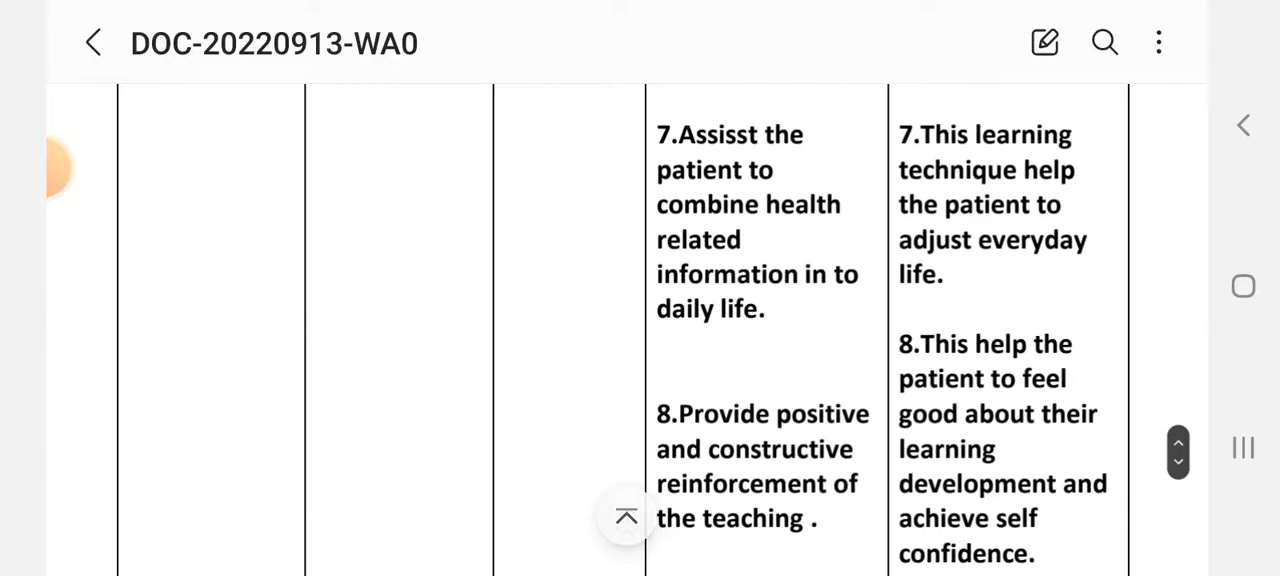 DOC-20220913-WA0
7.Assisst the
patient to
combine health
related
information in to
daily life.
8.Provide positive
and constructive
reinforcement of
the teaching .
7.This learning
technique help
the patient to
adjust everyday
life.
8.This help the
patient to feel
good about their
learning
development and
achieve self
confidence.